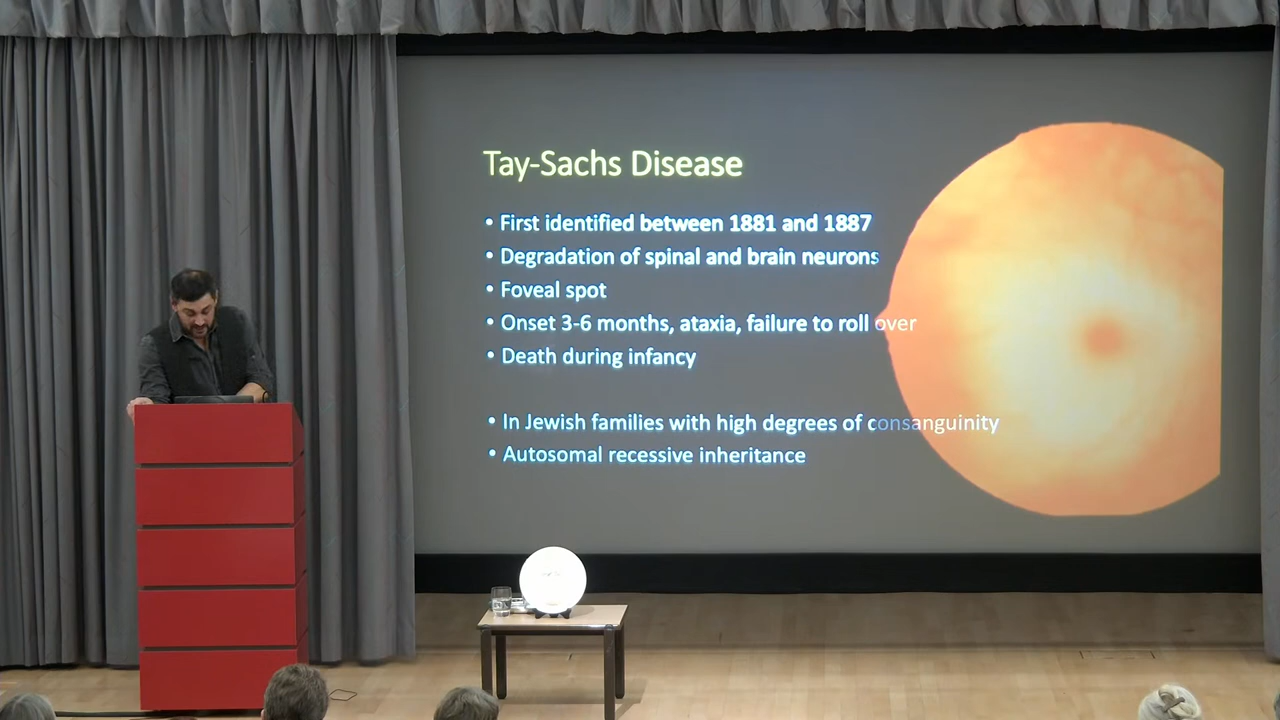 Tay-Sachs Disease
• First identified between 1881 and 1887
• Degradation of spinal and brain neurons
• Foveal spot
• Onset 3-6 months, ataxia, failure to roll over
• Death during infancy
• In Jewish families with high degrees of consanguinity
• Autosomal recessive inheritance